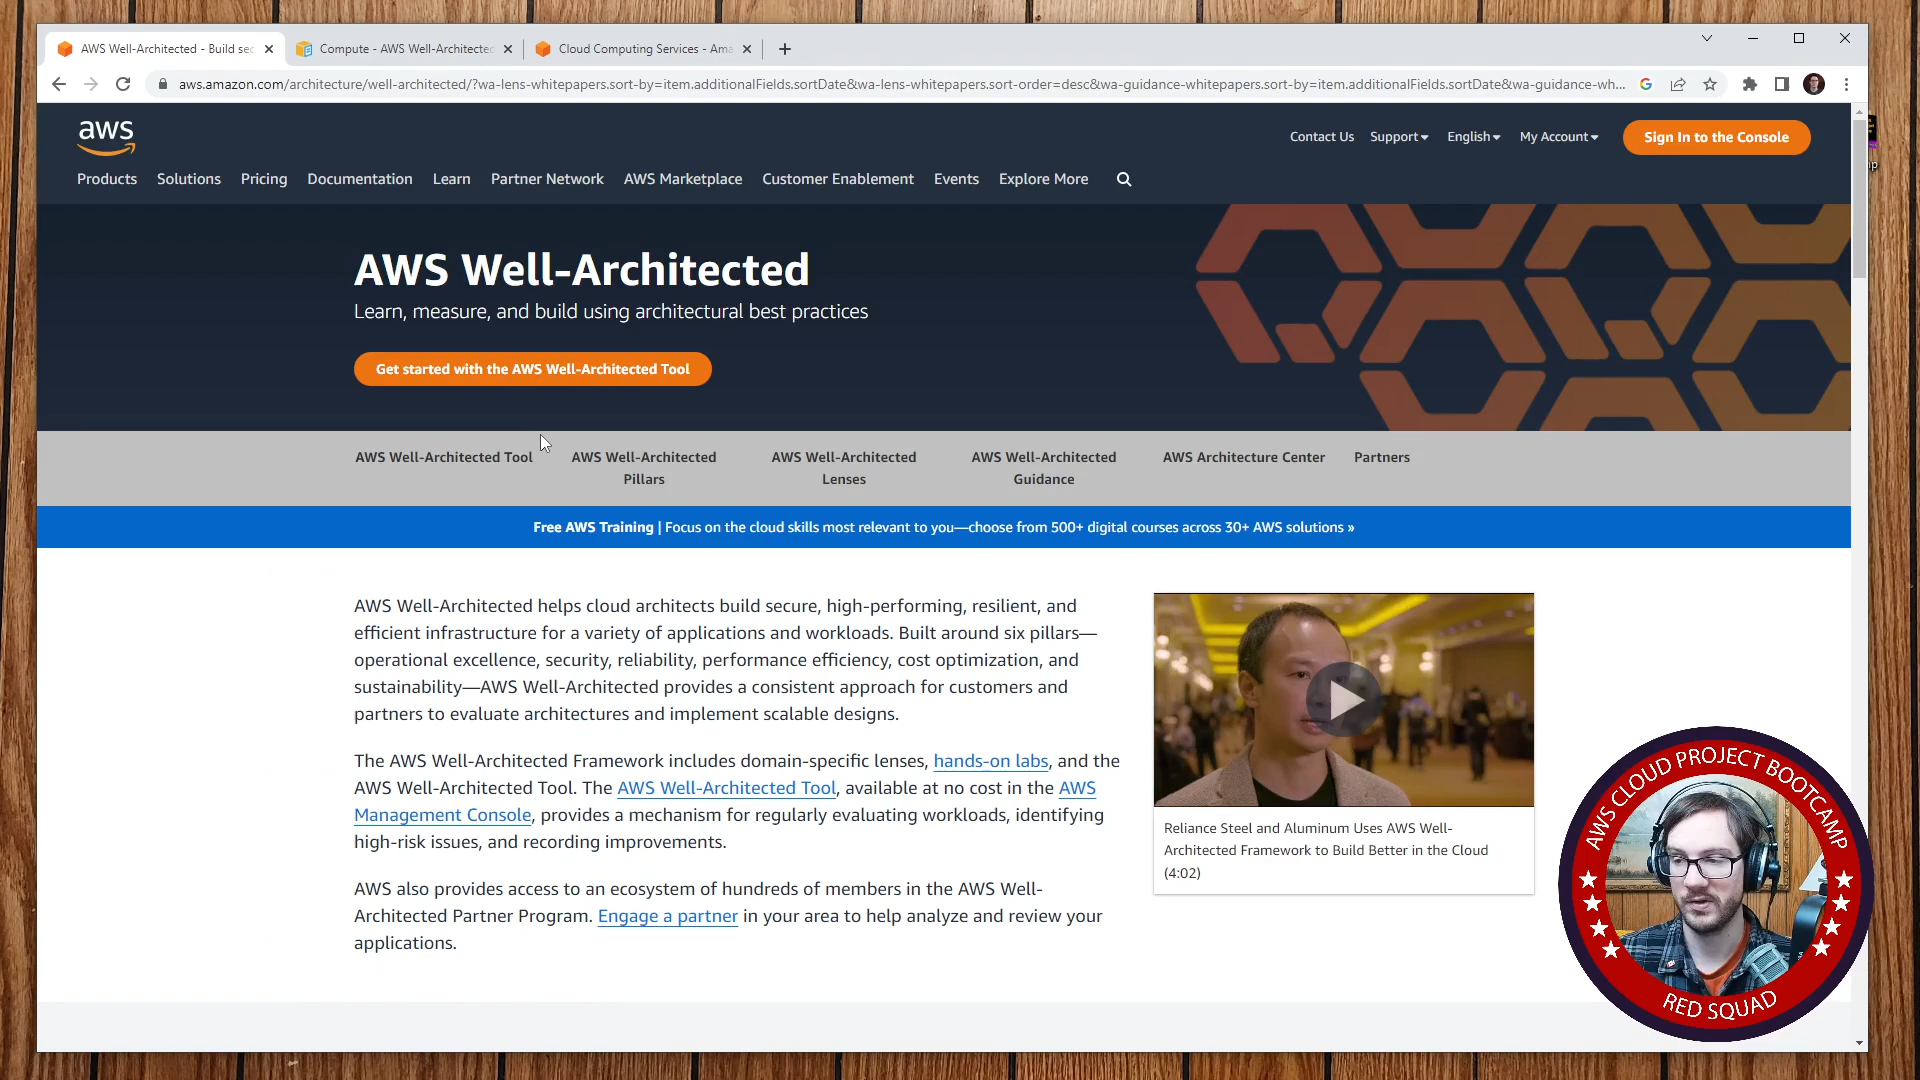 AWS Well-Architected - Build sec
Compute - AWS Well-Architected
Cloud Computing Services - Ama
aws.amazon.com/architecture/well-architected/?wa-lens-whitepapers.sort-by=item.additionalFields.sortDate&wa-lens-whitepapers.sort-order=desc&wa-guidance-whitepapers.sort-by=item.additionalFields.sortDate&wa-guidance-wh...
aws
Contact Us Support English My Account Sign In to the Console
Products Solutions Pricing Documentation Learn Partner Network AWS Marketplace Customer Enablement Events Explore More
AWS Well-Architected
Learn, measure, and build using architectural best practices
Get started with the AWS Well-Architected Tool
AWS Well-Architected Tool
AWS Well-Architected
Pillars
AWS Well-Architected
Lenses
AWS Well-Architected
Guidance
AWS Architecture Center
Partners
Free AWS Training | Focus on the cloud skills most relevant to you—choose from 500+ digital courses across 30+ AWS solutions »
AWS Well-Architected helps cloud architects build secure, high-performing, resilient, and
efficient infrastructure for a variety of applications and workloads. Built around six pillars—
operational excellence, security, reliability, performance efficiency, cost optimization, and
sustainability—AWS Well-Architected provides a consistent approach for customers and
partners to evaluate architectures and implement scalable designs.
The AWS Well-Architected Framework includes domain-specific lenses, hands-on labs, and the
AWS Well-Architected Tool. The AWS Well-Architected Tool, available at no cost in the AWS
Management Console, provides a mechanism for regularly evaluating workloads, identifying
high-risk issues, and recording improvements.
AWS also provides access to an ecosystem of hundreds of members in the AWS Well-
Architected Partner Program. Engage a partner in your area to help analyze and review your
applications.
Reliance Steel and Aluminum Uses AWS Well-
Architected Framework to Build Better in the Cloud
(4:02)
AWS CLOUD PROJECT BOOTCAMP
RED SQUAD